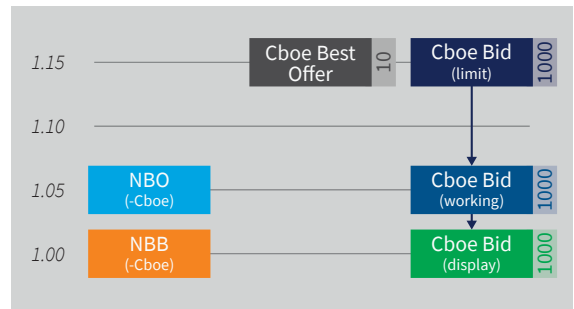 1.15
Cboe Best
Offer
10
Cboe Bid
(limit)
1000
1.10
1.05
NBO
(-Cboe)
Cboe Bid
(working)
1000
1.00
NBB
(-Cboe)
Cboe Bid
(display)
1000